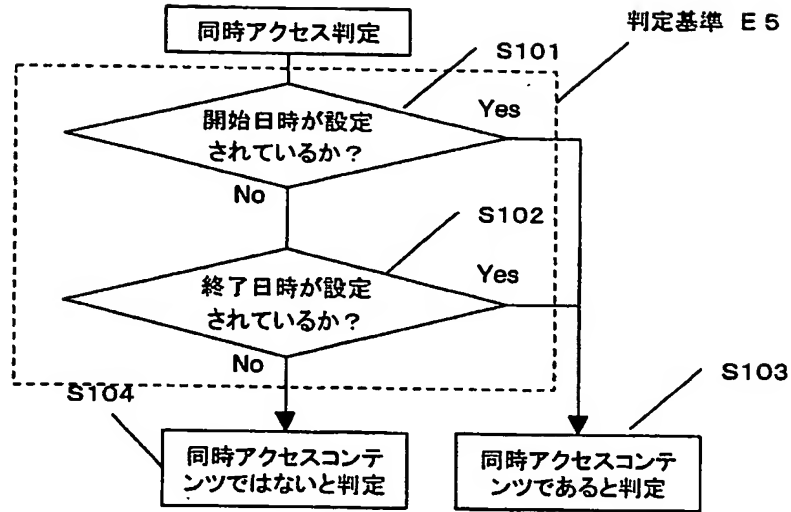 同時アクセス判定
判定基準 E5
S101
開始日時が設定
されているか?
Yes
No
S102
終了日時が設定
されているか?
Yes
No
S104
S103
同時アクセスコンテ
ンツではないと判定
同時アクセスコンテ
ンツであると判定